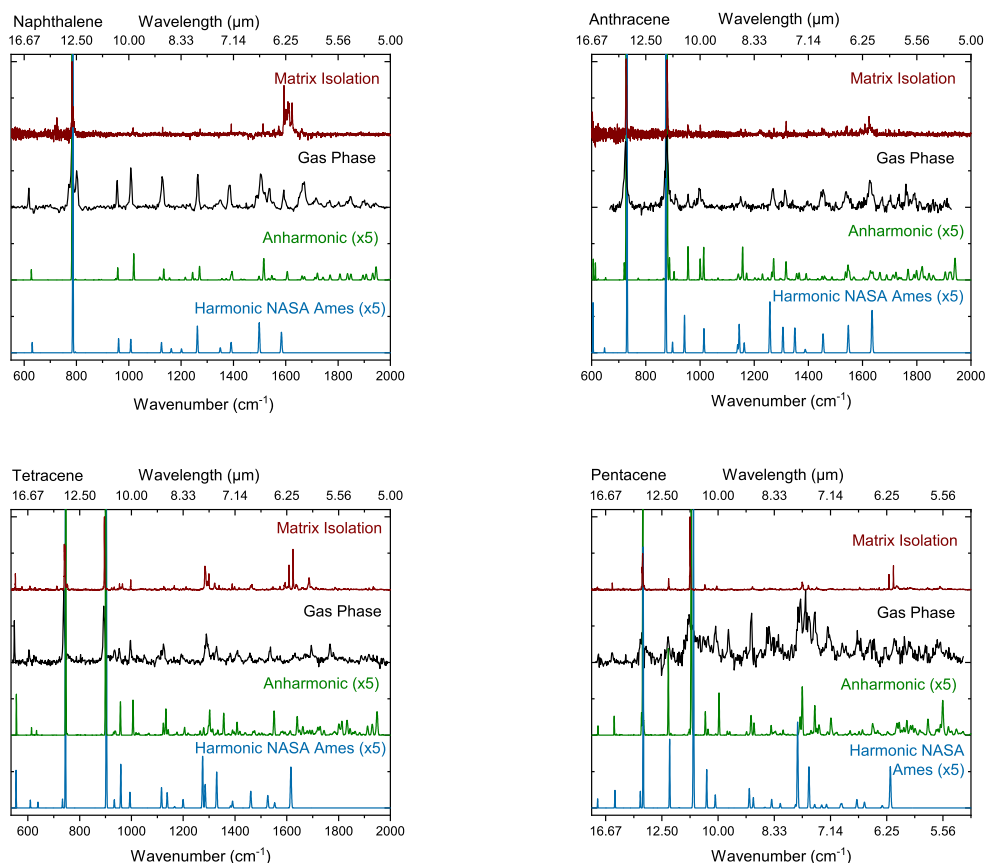 Naphthalene
Wavelength (μm)
16.67 12.50 10.00 8.33 7.14 6.25 5.56 5.00
Matrix Isolation
Gas Phase
Anharmonic (x5)
Harmonic NASA Ames (x5)
800 1000 1200 1400 1600 1800 2000
Wavenumber (cm-1)
Anthracene
Wavelength (μm)
16.67 12.50 10.00 8.33 7.14 6.25 5.56 5.00
Matrix Isolation
Gas Phase
Anharmonic (x5)
Harmonic NASA Ames (x5)
600 800 1000 1200 1400 1600 1800 2000
Wavenumber (cm-1)
Tetracene
Wavelength (μm)
16.67 12.50 10.00 8.33 7.14 6.25 5.56 5.00
Matrix Isolation
Gas Phase
Anharmonic (x5)
Harmonic NASA Ames (x5)
600 800 1000 1200 1400 1600 1800 2000
Wavenumber (cm-1)
Pentacene
Wavelength (μm)
16.67 12.50 10.00 8.33 7.14 6.25 5.56
Matrix Isolation
Gas Phase
Anharmonic (x5)
Harmonic NASA
Ames (x5)
16.67 12.50 10.00 8.33 7.14 6.25 5.56
Wavenumber (cm-1)